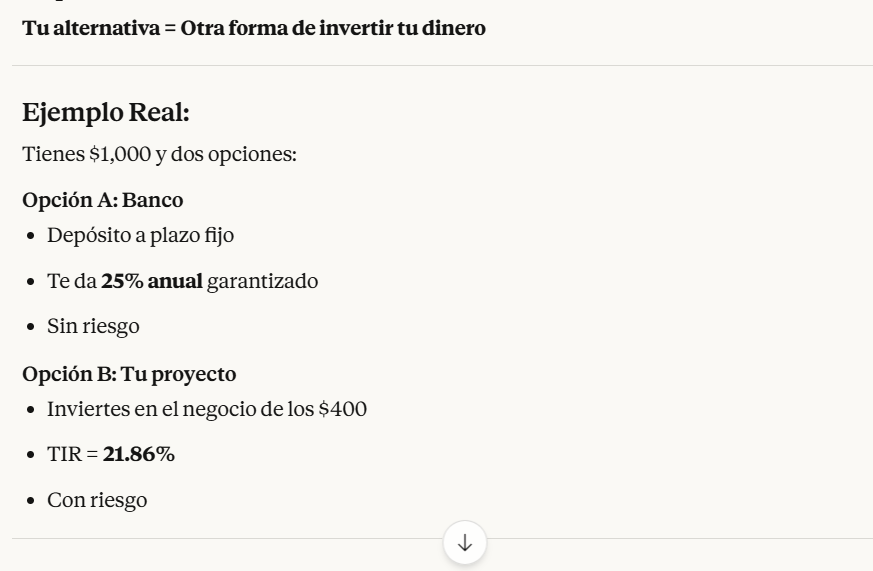 Tu alternativa = Otra forma de invertir tu dinero
Ejemplo Real:
Tienes $1,000 y dos opciones:
Opción A: Banco
• Depósito a plazo fijo
• Te da 25% anual garantizado
• Sin riesgo
Opción B: Tu proyecto
• Inviertes en el negocio de los $400
• TIR = 21.86%
• Con riesgo